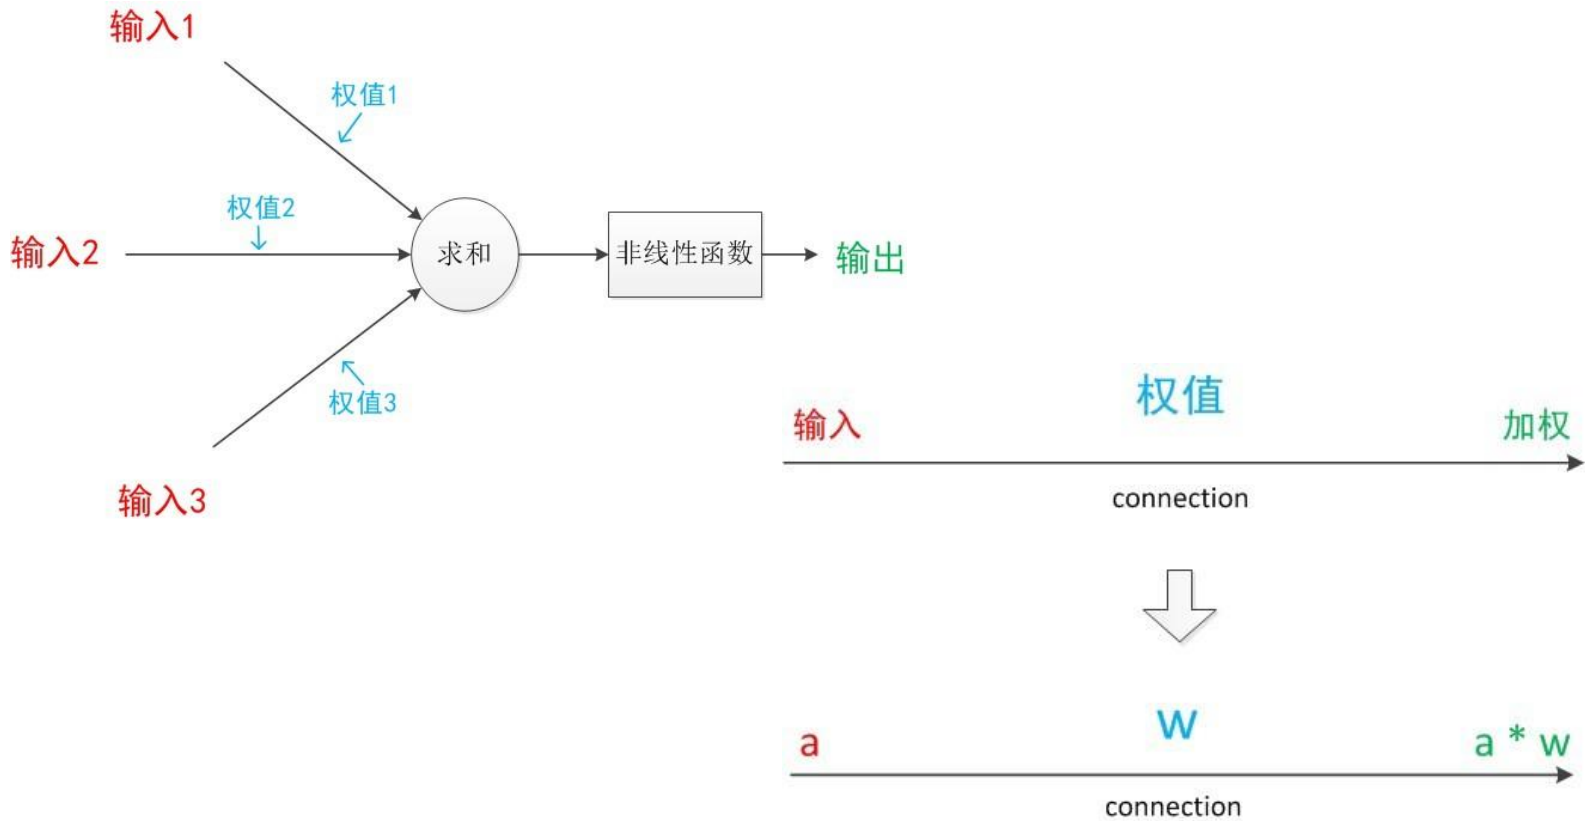 输入1
权值1
权值2
输入2
求和
非线性函数
输出
权值3
输入3
权值
输入
加权
connection
w
a
a * w
connection